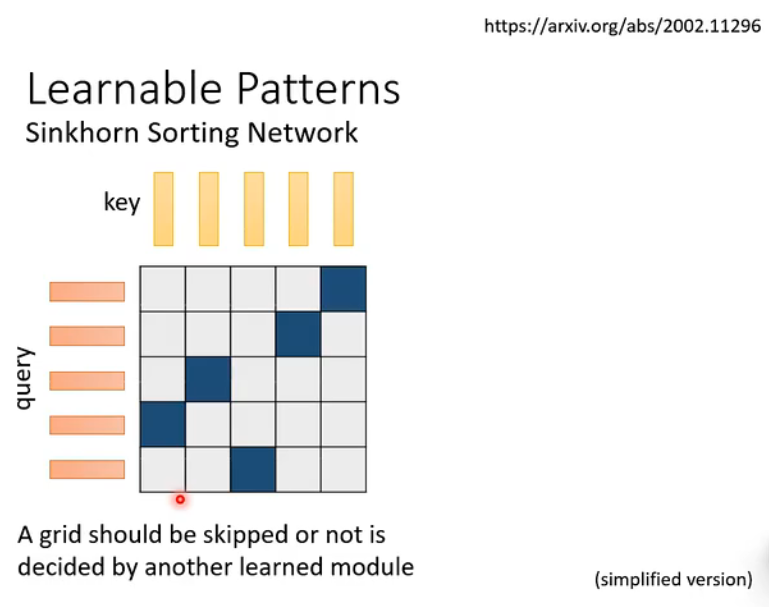 https://arxiv.org/abs/2002.11296
Learnable Patterns
Sinkhorn Sorting Network
key
query
A grid should be skipped or not is
decided by another learned module
(simplified version)